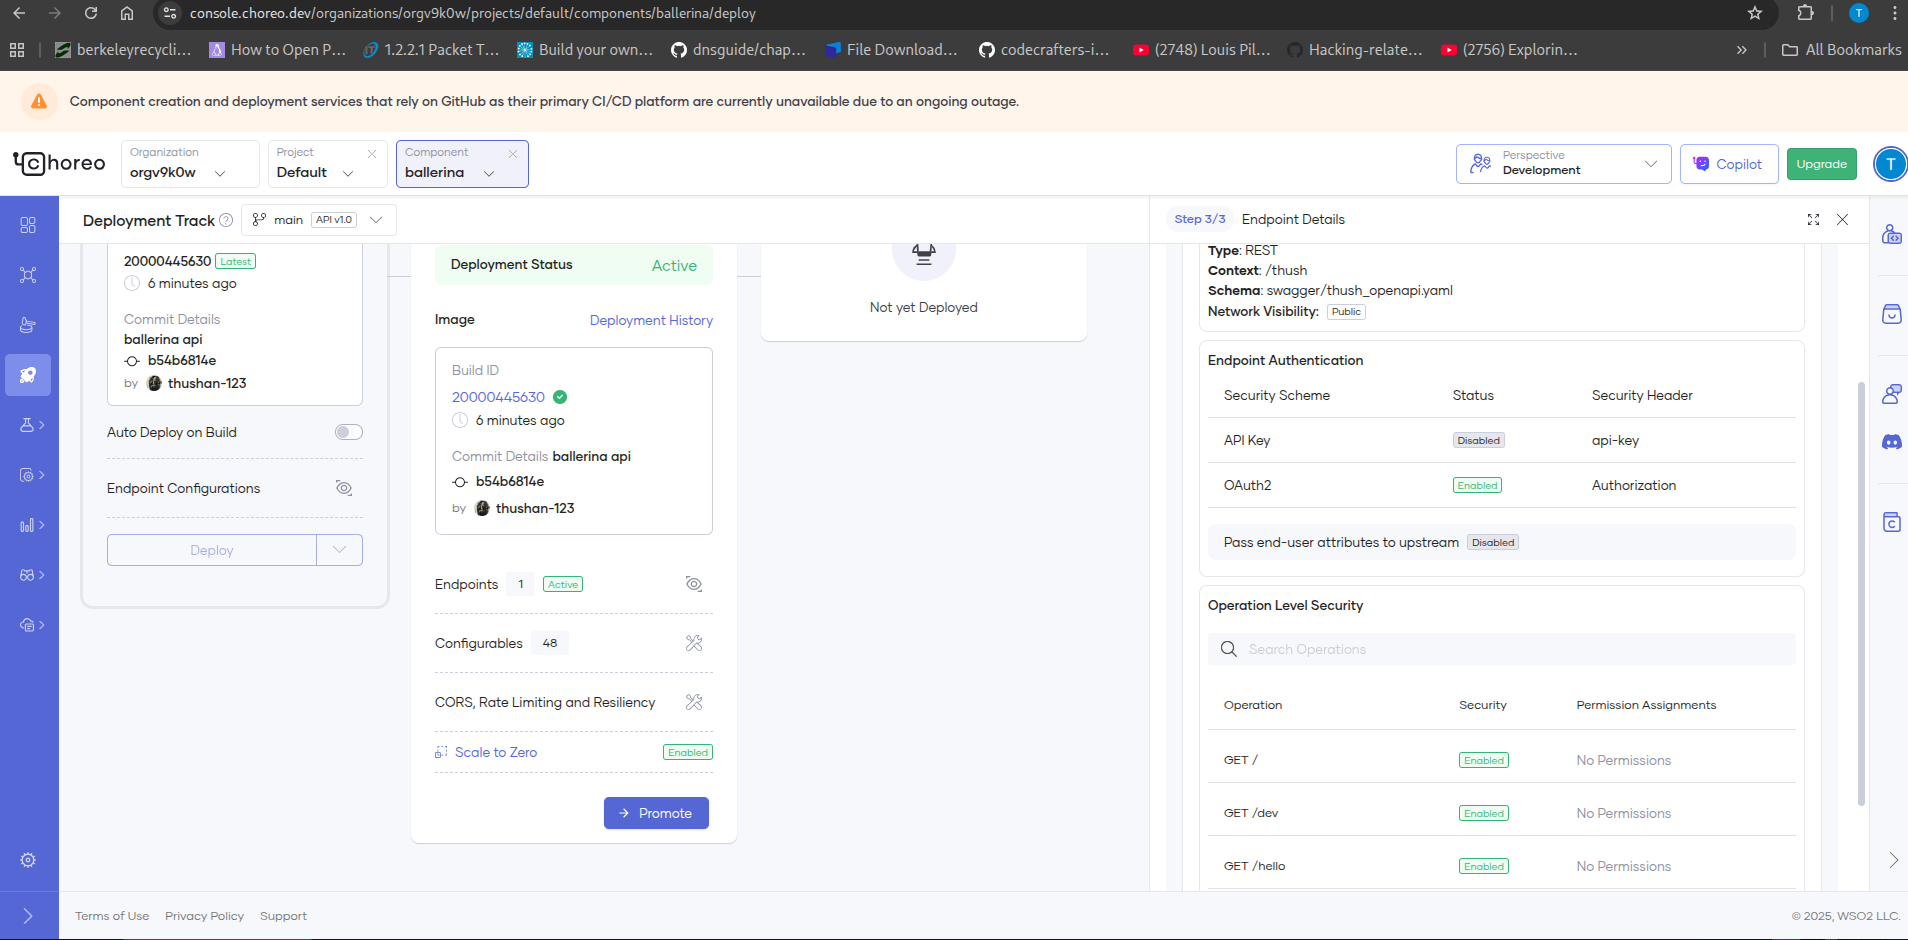 console.choreo.dev/organizations/orgv9k0w/projects/default/components/ballerina/deploy
T
berkeleyrecycli...
How to Open P...
1.2.2.1 Packet T...
Build your own...
dnsguide/chap...
File Download...
codecrafters-i...
(2748) Louis Pil...
Hacking-relate...
(2756) Explorin...
»
All Bookmarks
Component creation and deployment services that rely on GitHub as their primary CI/CD platform are currently unavailable due to an ongoing outage.
choreo
Organization
orgv9k0w
Project
Default
Component
ballerina
Perspective
Development
Copilot
Upgrade
T
Deployment Track
main API v1.0
20000445630 Latest
6 minutes ago
Commit Details
ballerina api
b54b6814e
by thushan-123
Auto Deploy on Build
Endpoint Configurations
Deploy
Deployment Status Active
Image Deployment History
Build ID
20000445630
6 minutes ago
Commit Details ballerina api
b54b6814e
by thushan-123
Endpoints 1 Active
Configurables 48
CORS, Rate Limiting and Resiliency
Scale to Zero Enabled
Promote
Not yet Deployed
Step 3/3 Endpoint Details
Type: REST
Context: /thush
Schema: swagger/thush_openapi.yaml
Network Visibility: Public
Endpoint Authentication
Security Scheme Status Security Header
API Key Disabled api-key
OAuth2 Enabled Authorization
Pass end-user attributes to upstream Disabled
Operation Level Security
Search Operations
Operation Security Permission Assignments
GET / Enabled No Permissions
GET /dev Enabled No Permissions
GET /hello Enabled No Permissions
Terms of Use Privacy Policy Support
© 2025, WSO2 LLC.